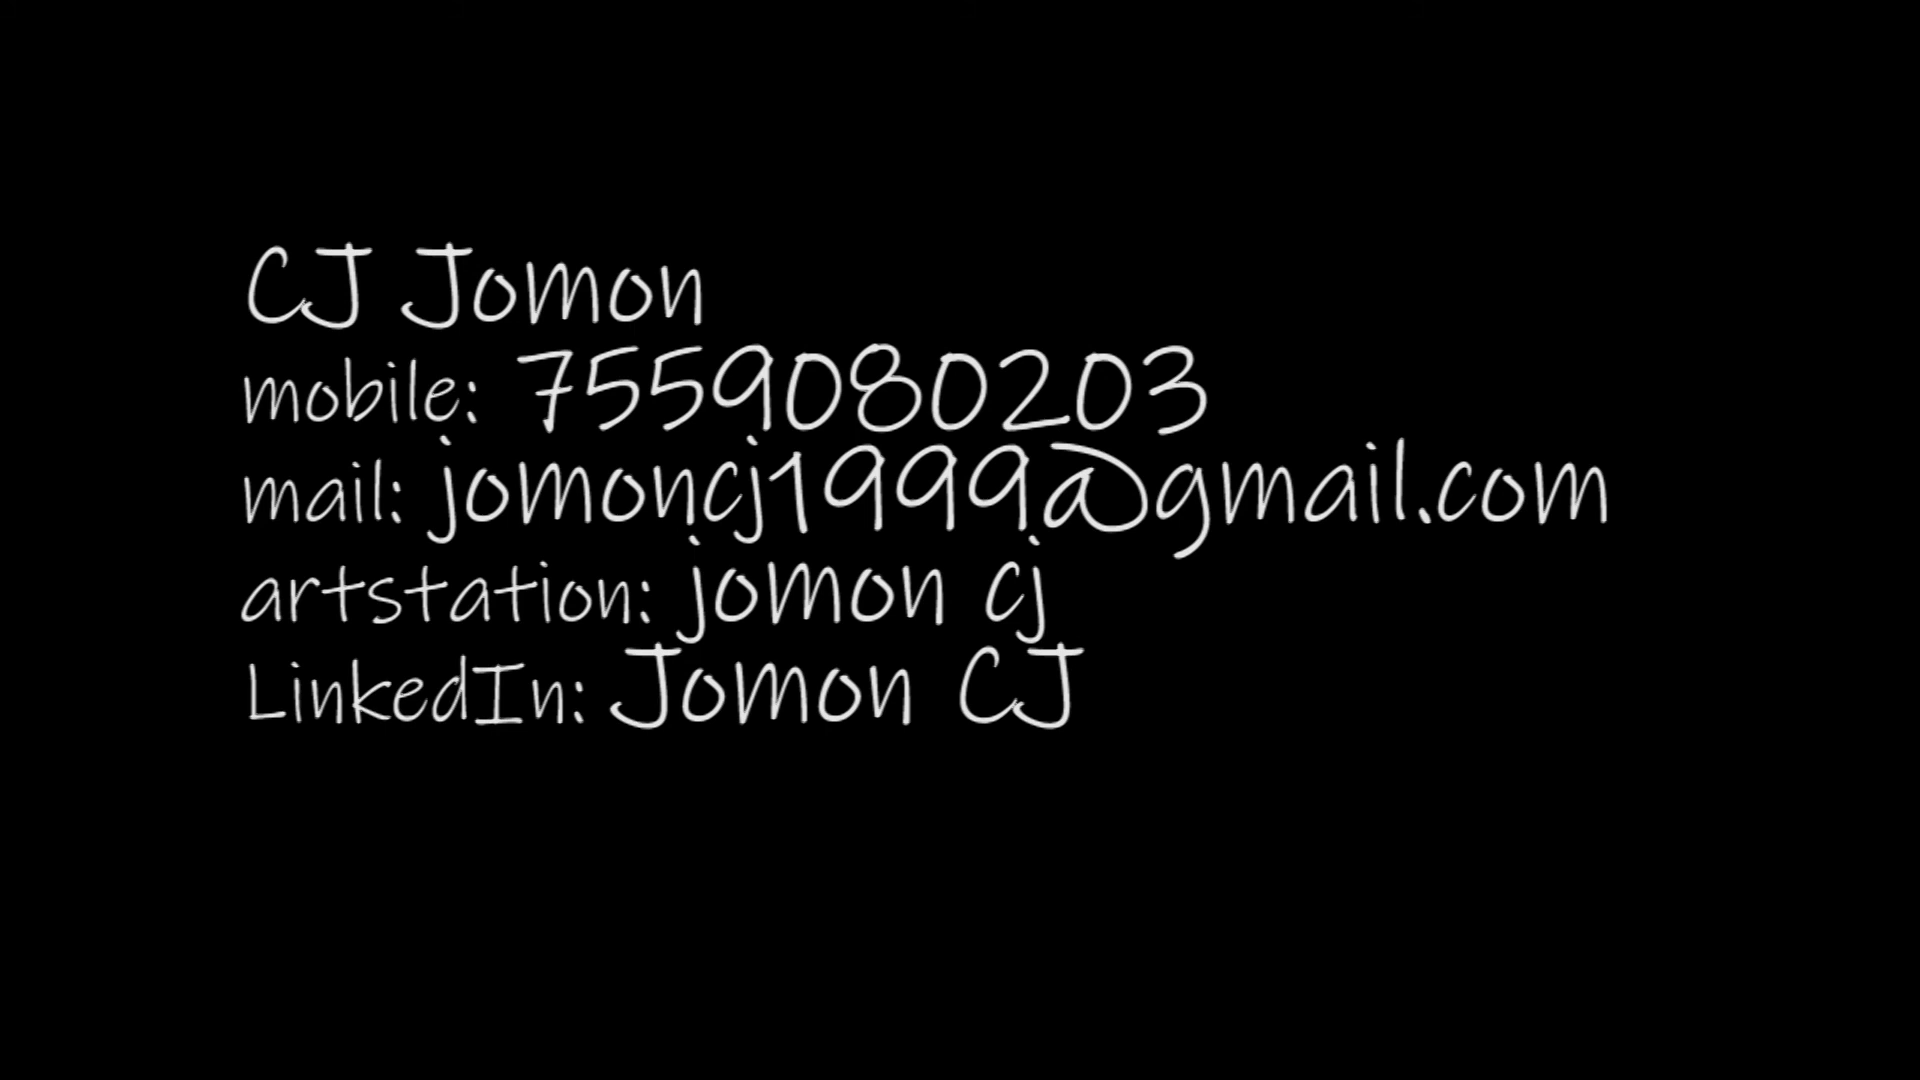 CJ Jomon
mobile: 7559080203
mail: jomoncj1999@gmail.com
artstation: jomon cj
LinkedIn: Jomon CJ